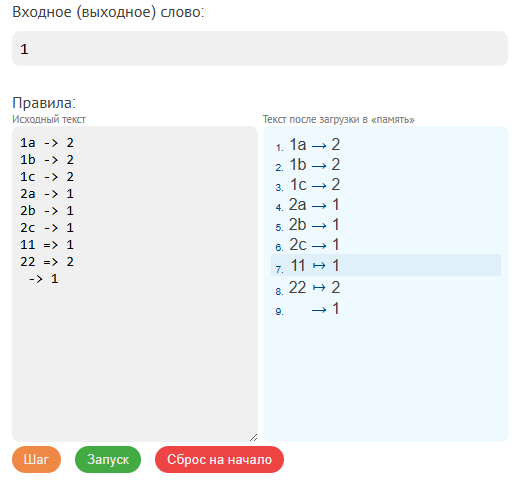 Входное (выходное) слово:
1
Правила:
Исходный текст
Текст после загрузки в «память»
1a -> 2
1b -> 2
1c -> 2
2a -> 1
2b -> 1
2c -> 1
11 => 1
22 => 2
-> 1
1. 1a → 2
2. 1b → 2
3. 1c → 2
4. 2a → 1
5. 2b → 1
6. 2c → 1
7. 11 ↦ 1
8. 22 ↦ 2
9. → 1
Шаг
Запуск
Сброс на начало